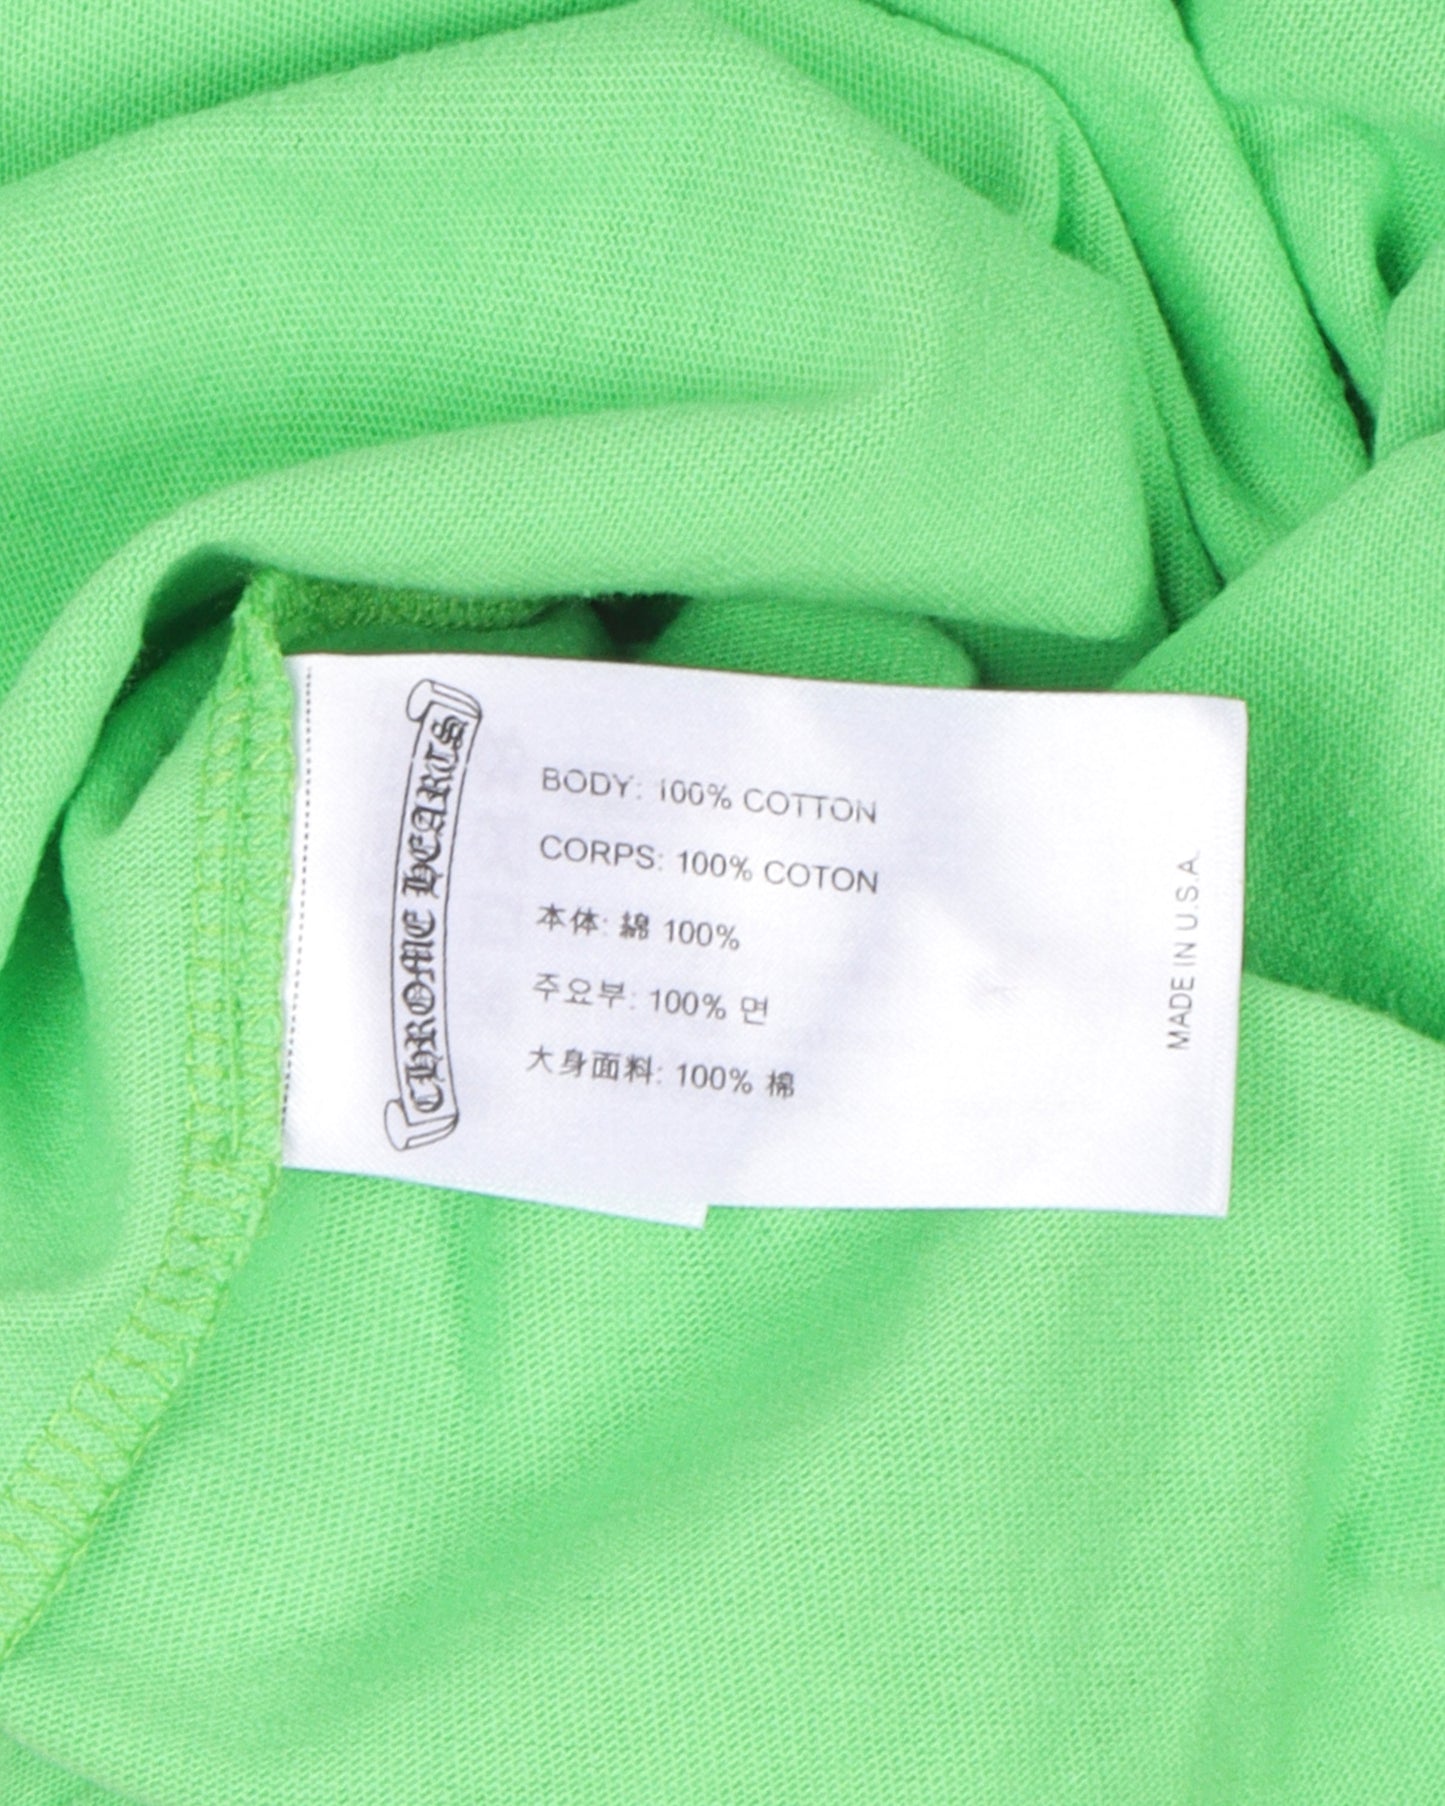 CHROME HEARTS
BODY: 100% COTTON
CORPS: 100% COTON
本体: 綿 100%
주요부: 100% 면
大身面料: 100% 棉
MADE IN U.S.A.